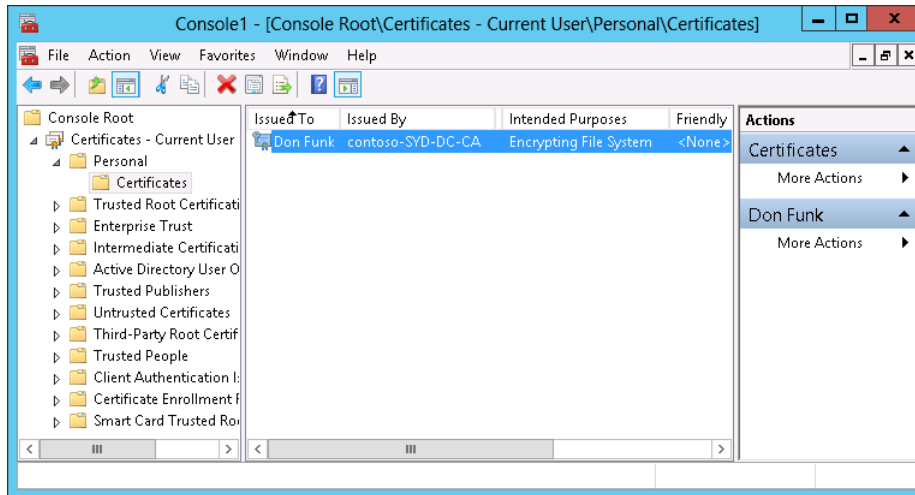 Console1 - [Console Root\Certificates - Current User\Personal\Certificates]
File Action View Favorites Window Help
Console Root
Certificates - Current User
Personal
Certificates
Trusted Root Certificati
Enterprise Trust
Intermediate Certificati
Active Directory User O
Trusted Publishers
Untrusted Certificates
Third-Party Root Certif
Trusted People
Client Authentication I
Certificate Enrollment F
Smart Card Trusted Ro
Issued To Issued By Intended Purposes Friendly
Don Funk contoso-SYD-DC-CA Encrypting File System <None>
Actions
Certificates
More Actions
Don Funk
More Actions